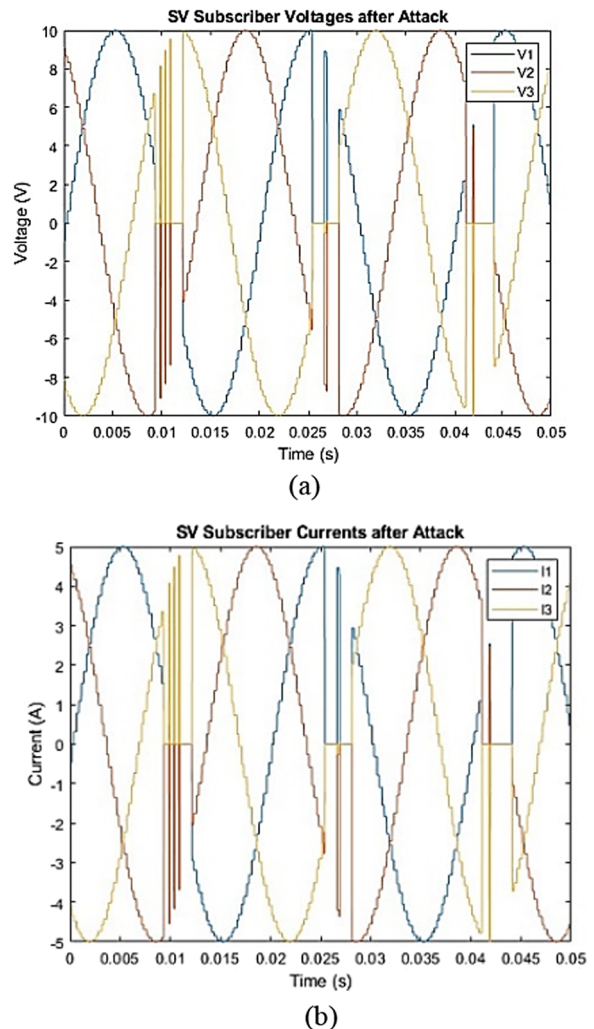 SV Subscriber Voltages after Attack
10
8
6
4
2
0
-2
-4
-6
-8
-10
Voltage (V)
V1
V2
V3
0 0.005 0.01 0.015 0.02 0.025 0.03 0.035 0.04 0.045 0.05
Time (s)
(a)
SV Subscriber Currents after Attack
5
4
3
2
1
0
-1
-2
-3
-4
-5
Current (A)
I1
I2
I3
0 0.005 0.01 0.015 0.02 0.025 0.03 0.035 0.04 0.045 0.05
Time (s)
(b)